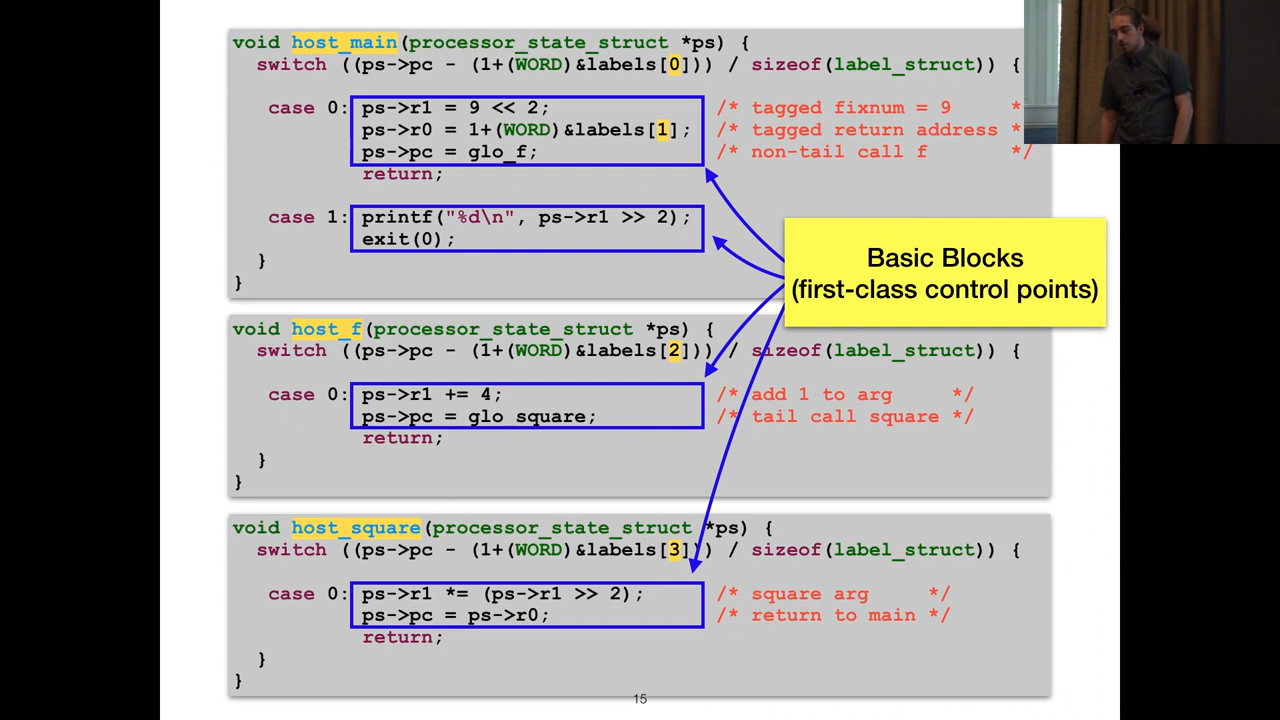 void host_main(processor_state_struct *ps) {
switch ((ps->pc - (1+(WORD)&labels[0])) / sizeof(label_struct)) {
case 0: ps->r1 = 9 << 2; /* tagged fixnum = 9 *
ps->r0 = 1+(WORD)&labels[1]; /* tagged return address *
ps->pc = glo_f; /* non-tail call f */
return;
case 1: printf("%d\n", ps->r1 >> 2);
exit(0);
}
}
Basic Blocks
(first-class control points)
void host_f(processor_state_struct *ps) {
switch ((ps->pc - (1+(WORD)&labels[2])) / sizeof(label_struct)) {
case 0: ps->r1 += 4; /* add 1 to arg */
ps->pc = glo_square; /* tail call square */
return;
}
}
void host_square(processor_state_struct *ps) {
switch ((ps->pc - (1+(WORD)&labels[3])) / sizeof(label_struct)) {
case 0: ps->r1 *= (ps->r1 >> 2); /* square arg */
ps->pc = ps->r0; /* return to main */
return;
}
}
15